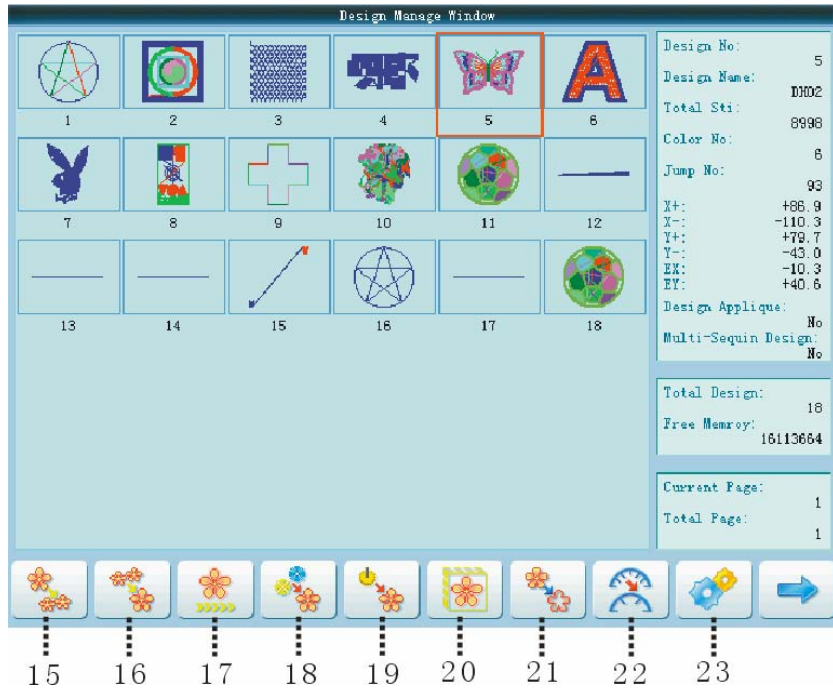 Design Manage Window
1 2 3 4 5 6
7 8 9 10 11 12
13 14 15 16 17 18
Design No:
5
Design Name:
DHD2
Total Sti:
8998
Color No:
6
Jump No:
93
X+: +86.9
X-: -110.3
Y+: +79.7
Y-: -43.0
EX: -10.3
EY: +40.6
Design Applique:
No
Multi-Sequin Design:
No
Total Design:
18
Free Memroy:
16113664
Current Page:
1
Total Page:
1
15 16 17 18 19 20 21 22 23